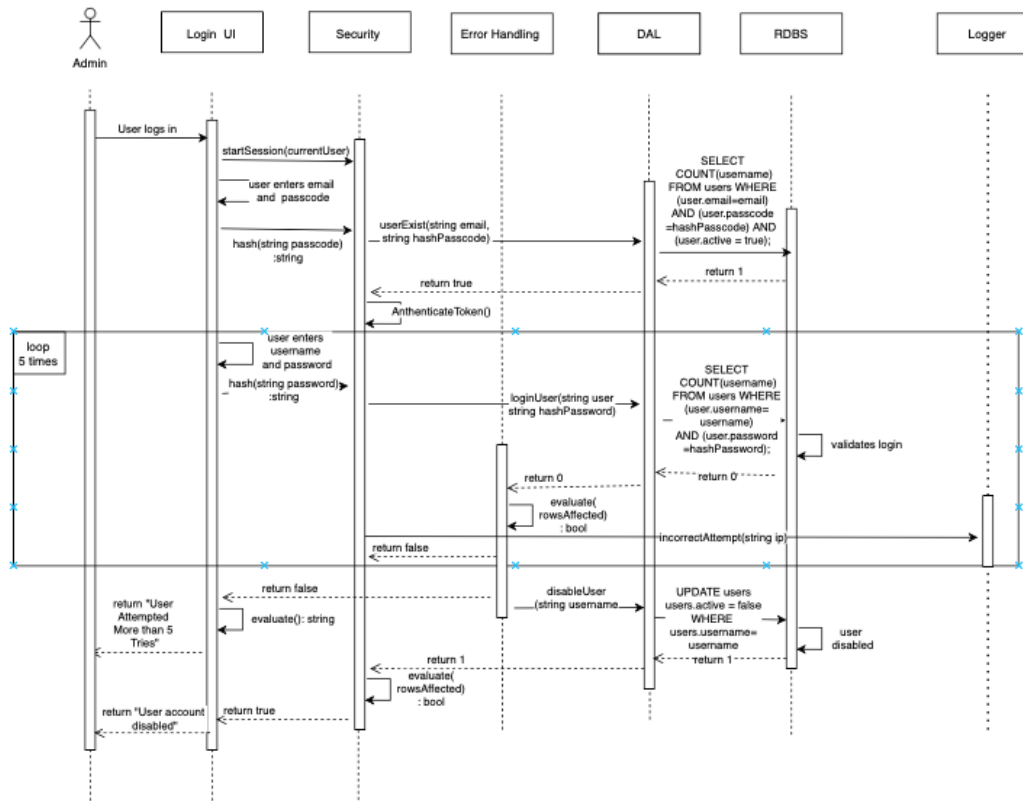 Admin
Login UI
Security
Error Handling
DAL
RDBS
Logger
User logs in
startSession(currentUser)
user enters email
and passcode
hash(string passcode)
:string
userExist(string email,
string hashPasscode)
SELECT
COUNT(username)
FROM users WHERE
(user.email=email)
AND (user.passcode
=hashPasscode) AND
(user.active = true);
return 1
return true
AnthenticateToken()
loop
5 times
user enters
username
and password
hash(string password)
:string
loginUser(string user
string hashPassword)
SELECT
COUNT(username)
FROM users WHERE
(user.username=
username)
AND (user.password
=hashPassword);
validates login
return 0
return 0
evaluate(
rowsAffected)
: bool
incorrectAttempt(string ip)
return false
return false
disableUser
(string username
UPDATE users
users.active = false
WHERE
users.username=
username
user
disabled
return "User
Attempted
More than 5
Tries"
evaluate(): string
return 1
return 1
evaluate(
rowsAffected)
: bool
return true
return "User account
disabled"